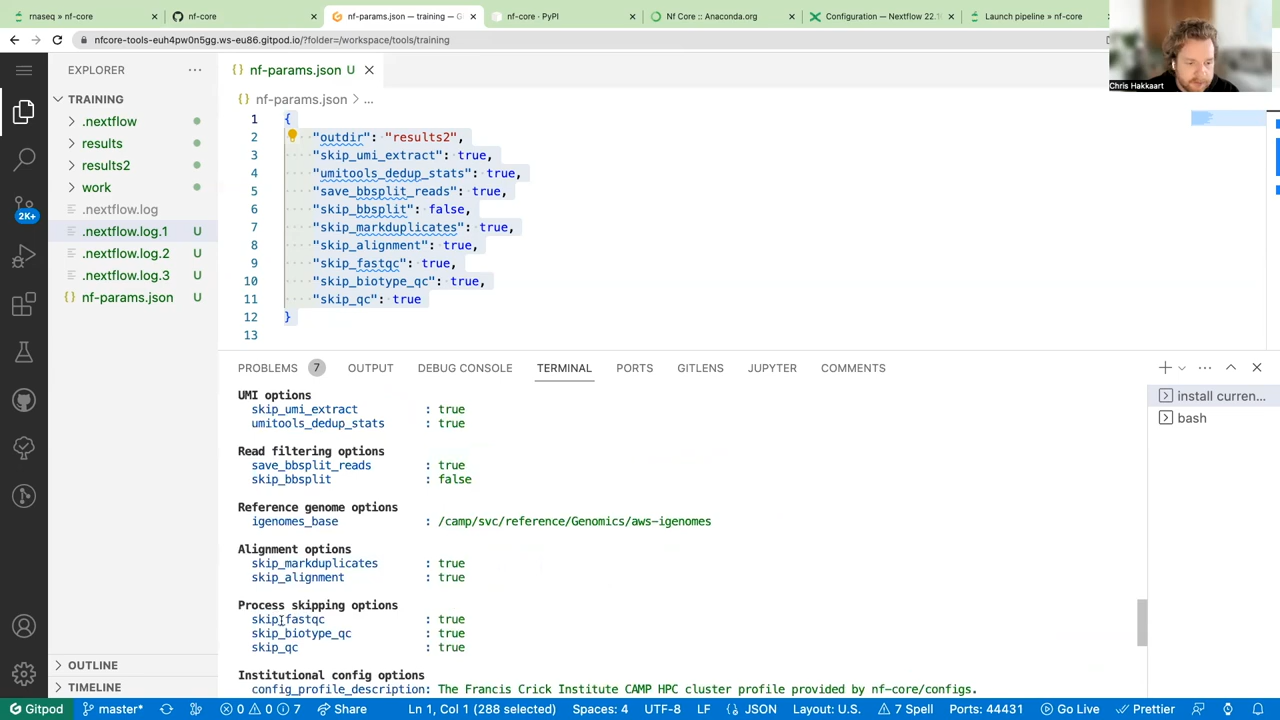 rnaseq » nf-core
nf-core
nf-params.json — training — G
nf-core · PyPI
Nf Core :: Anaconda.org
Configuration — Nextflow 22.1
Launch pipeline » nf-core
nfcore-tools-euh4pw0n5gg.ws-eu86.gitpod.io/?folder=/workspace/tools/training
Chris Hakkaart
EXPLORER
nf-params.json U
TRAINING
nf-params.json > ...
.nextflow
results
results2
work
.nextflow.log
2K+
.nextflow.log.1 U
.nextflow.log.2 U
.nextflow.log.3 U
nf-params.json U
1 {
2 "outdir": "results2",
3 "skip_umi_extract": true,
4 "umitools_dedup_stats": true,
5 "save_bbsplit_reads": true,
6 "skip_bbsplit": false,
7 "skip_markduplicates": true,
8 "skip_alignment": true,
9 "skip_fastqc": true,
10 "skip_biotype_qc": true,
11 "skip_qc": true
12 }
13
PROBLEMS 7 OUTPUT DEBUG CONSOLE TERMINAL PORTS GITLENS JUPYTER COMMENTS
UMI options
skip_umi_extract : true
umitools_dedup_stats : true
Read filtering options
save_bbsplit_reads : true
skip_bbsplit : false
Reference genome options
igenomes_base : /camp/svc/reference/Genomics/aws-igenomes
Alignment options
skip_markduplicates : true
skip_alignment : true
Process skipping options
skip_fastqc : true
skip_biotype_qc : true
skip_qc : true
Institutional config options
config_profile_description: The Francis Crick Institute CAMP HPC cluster profile provided by nf-core/configs.
install curren...
bash
OUTLINE
TIMELINE
Gitpod master* 0 0 7 Share Ln 1, Col 1 (288 selected) Spaces: 4 UTF-8 LF {} JSON Layout: U.S. 7 Spell Ports: 44431 Go Live Prettier